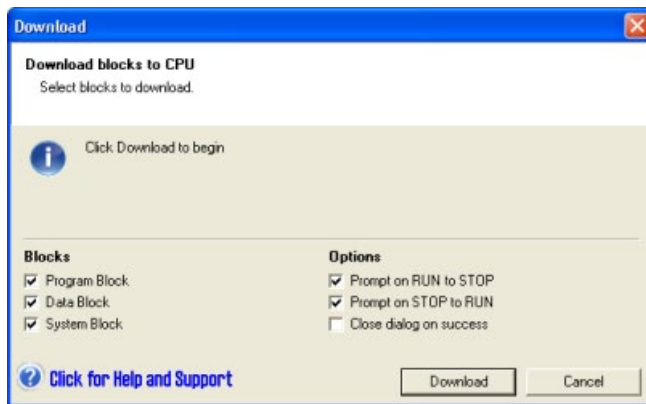 Download
Download blocks to CPU
Select blocks to download.
Click Download to begin
Blocks
Program Block
Data Block
System Block
Options
Prompt on RUN to STOP
Prompt on STOP to RUN
Close dialog on success
Click for Help and Support
Download
Cancel